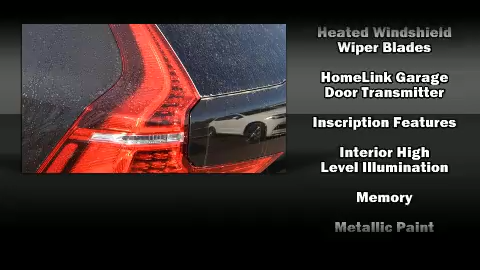 Heated Windshield
Wiper Blades
HomeLink Garage
Door Transmitter
Inscription Features
Interior High
Level Illumination
Memory
Metallic Paint